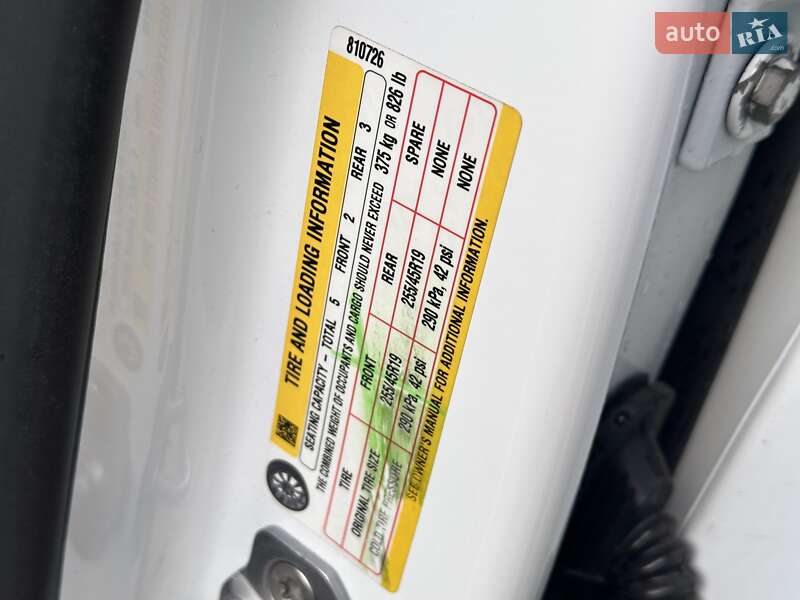 auto RIA .com
810726
TIRE AND LOADING INFORMATION
SEATING CAPACITY - TOTAL 5 FRONT 2 REAR 3
THE COMBINED WEIGHT OF OCCUPANTS AND CARGO SHOULD NEVER EXCEED 375 kg OR 826 lb
TIRE FRONT REAR SPARE
ORIGINAL TIRE SIZE 255/45R19 255/45R19 NONE
COLD TIRE PRESSURE 290 kPa, 42 psi 290 kPa, 42 psi NONE
SEE OWNER'S MANUAL FOR ADDITIONAL INFORMATION.